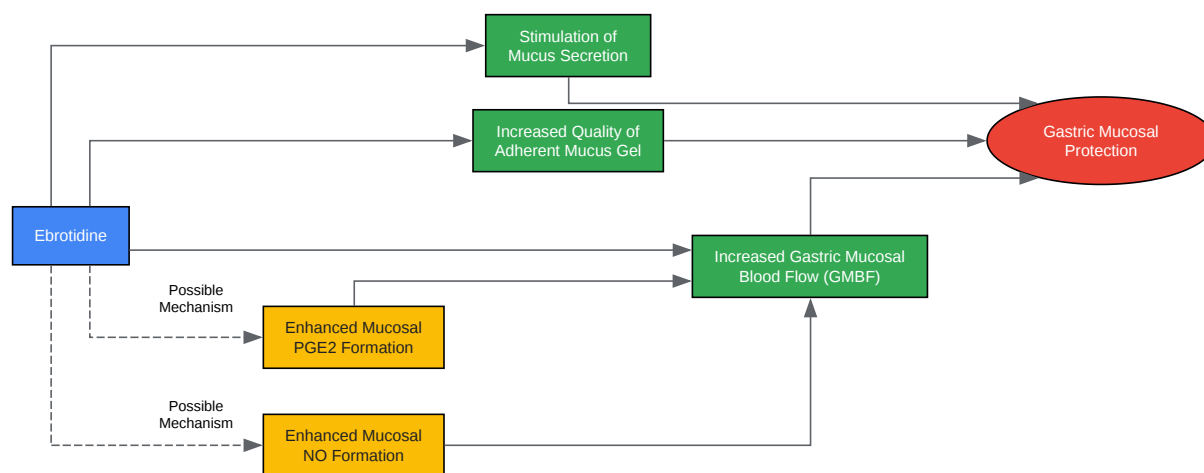 Stimulation of
Mucus Secretion
Increased Quality of
Adherent Mucus Gel
Gastric Mucosal
Protection
Ebrotidine
Increased Gastric Mucosal
Blood Flow (GMBF)
Possible
Mechanism
Enhanced Mucosal
PGE2 Formation
Possible
Mechanism
Enhanced Mucosal
NO Formation